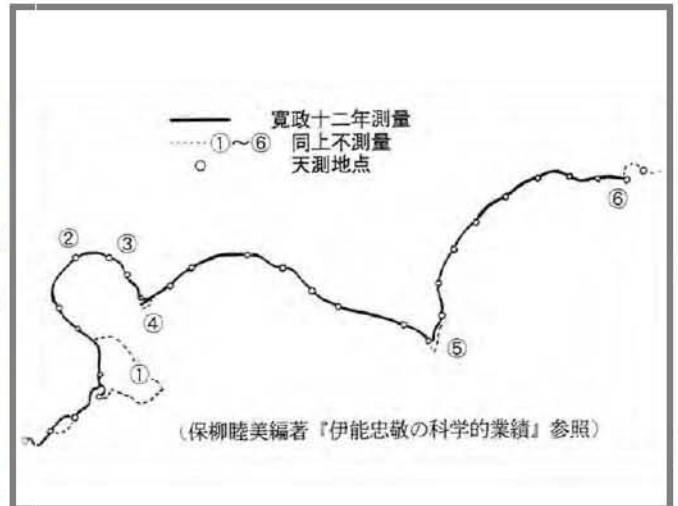 寛政十二年測量
①~⑥ 同上不測量
天測地点
②
③
⑥
④
⑤
①
(保柳睦美編著『伊能忠敬の科学的業績』参照)